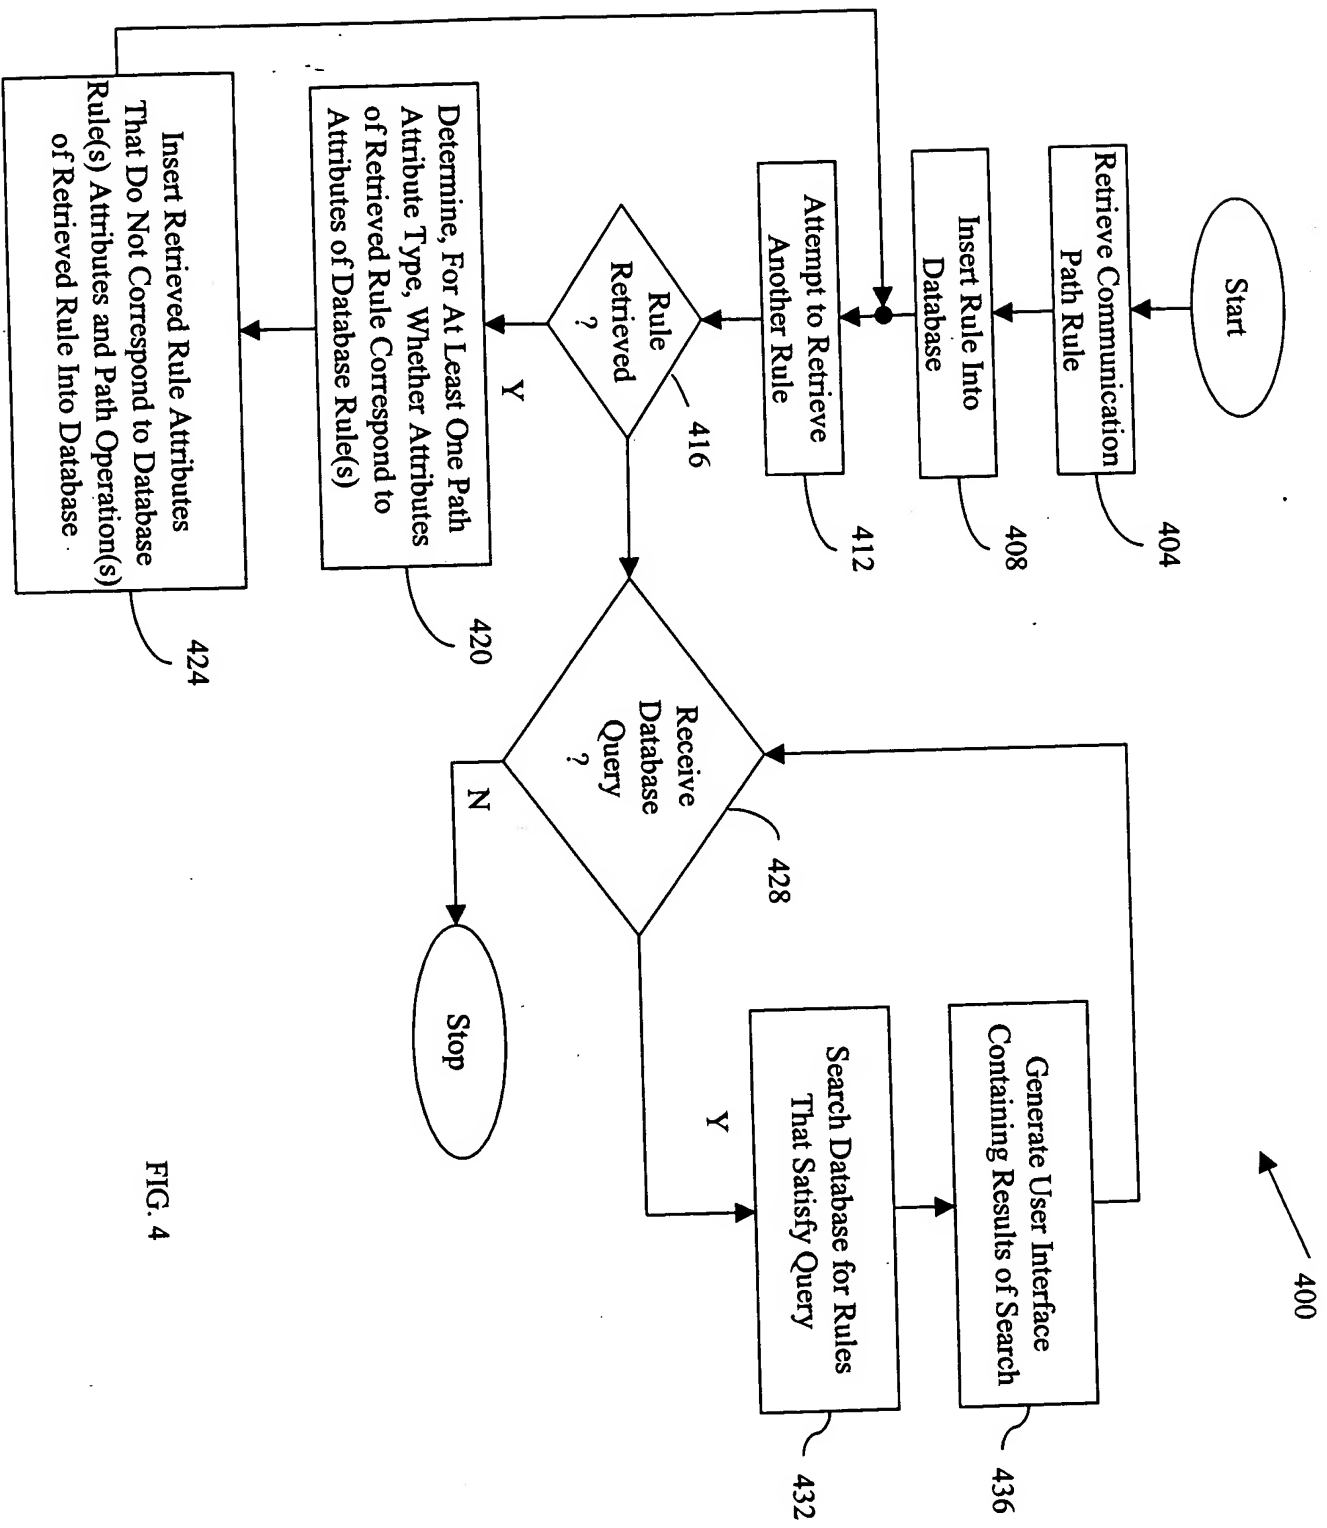 400
Start
Retrieve Communication
Path Rule
404
Insert Rule Into
Database
408
Attempt to Retrieve
Another Rule
412
Rule
Retrieved
?
416
Y
Determine, For At Least One Path
Attribute Type, Whether Attributes
of Retrieved Rule Correspond to
Attributes of Database Rule(s)
420
Insert Retrieved Rule Attributes
That Do Not Correspond to Database
Rule(s) Attributes and Path Operation(s)
of Retrieved Rule Into Database
424
Receive
Database
Query
?
428
N
Stop
Y
Search Database for Rules
That Satisfy Query
432
Generate User Interface
Containing Results of Search
436
FIG. 4